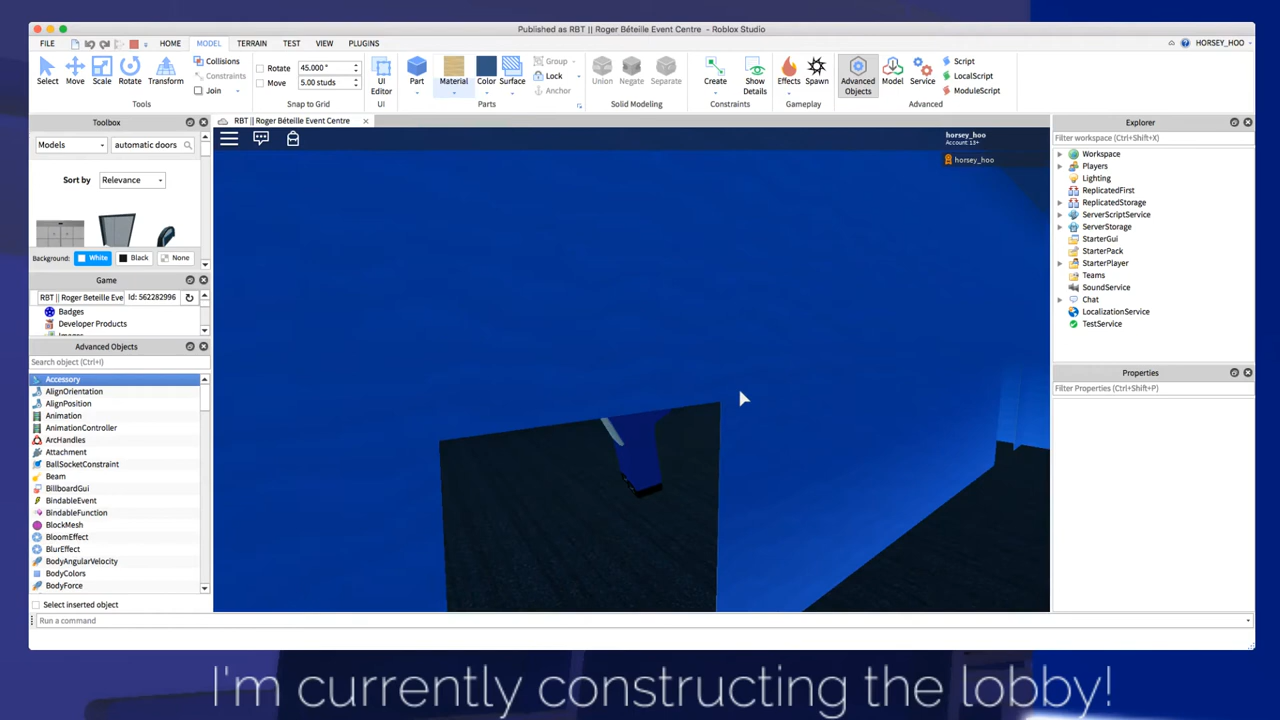 Published as RBT || Roger Béteille Event Centre - Roblox Studio
FILE HOME MODEL TERRAIN TEST VIEW PLUGINS HORSEY_HOO
Select Move Scale Rotate Transform
Collisions
Constraints
Join
Tools
Rotate 45.000 °
Move 5.00 studs
Snap to Grid
UI
Editor
UI
Part Material Color Surface
Group
Lock
Anchor
Parts
Union Negate Separate
Solid Modeling
Create Show
Details
Constraints
Effects Spawn
Gameplay
Advanced
Objects
Model Service
Script
LocalScript
ModuleScript
Advanced
Toolbox
Models automatic doors
Sort by Relevance
Background: White Black None
Game
RBT || Roger Beteille Eve Id: 562282996
Badges
Developer Products
Advanced Objects
Search object (Ctrl+I)
Accessory
AlignOrientation
AlignPosition
Animation
AnimationController
ArcHandles
Attachment
BallSocketConstraint
Beam
BillboardGui
BindableEvent
BindableFunction
BlockMesh
BloomEffect
BlurEffect
BodyAngularVelocity
BodyColors
BodyForce
Select inserted object
Run a command
RBT || Roger Béteille Event Centre
horsey_hoo
Account: 13+
horsey_hoo
Explorer
Filter workspace (Ctrl+Shift+X)
Workspace
Players
Lighting
ReplicatedFirst
ReplicatedStorage
ServerScriptService
ServerStorage
StarterGui
StarterPack
StarterPlayer
Teams
SoundService
Chat
LocalizationService
TestService
Properties
Filter Properties (Ctrl+Shift+P)
I'm currently constructing the lobby!